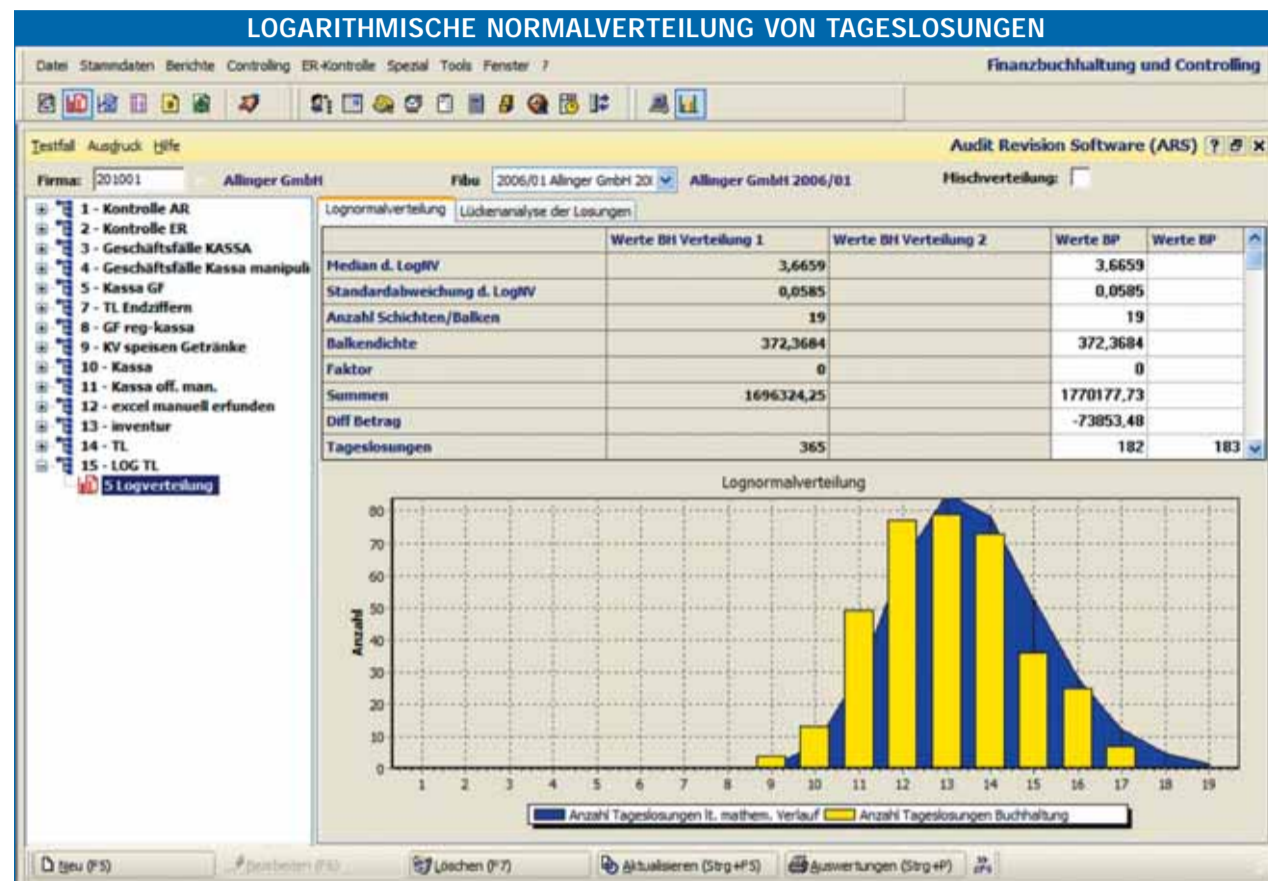 LOGARITHMISCHE NORMALVERTEILUNG VON TAGESLOSUNGEN
Datei Stammdaten Berichte Controlling ER-Kontrolle Spezial Tools Fenster ?
Finanzbuchhaltung und Controlling
Testfall Ausdruck Hilfe
Audit Revision Software (ARS)
Firma: 201001 Allinger GmbH Fibu 2006/01 Allinger GmbH 20 Allinger GmbH 2006/01 Mischverteilung:
1 - Kontrolle AR
2 - Kontrolle ER
3 - Geschäftsfälle KASSA
4 - Geschäftsfälle Kassa manipuli
5 - Kassa GF
7 - TL Endziffern
8 - GF reg-kassa
9 - KV speisen Getränke
10 - Kassa
11 - Kassa off. man.
12 - excel manuell erfunden
13 - inventur
14 - TL
15 - LOG TL
5 Logverteilung
Lognormalverteilung Lückenanalyse der Losungen
Werte BH Verteilung 1 Werte BH Verteilung 2 Werte BP Werte BP
Median d. LogNV 3,6659 3,6659
Standardabweichung d. LogNV 0,0585 0,0585
Anzahl Schichten/Balken 19 19
Balkendichte 372,3684 372,3684
Faktor 0 0
Summen 1696324,25 1770177,73
Diff Betrag -73853,48
Tageslosungen 365 182 183
Lognormalverteilung
Anzahl
80
70
60
50
40
30
20
10
0
1 2 3 4 5 6 7 8 9 10 11 12 13 14 15 16 17 18 19
Anzahl Tageslosungen lt. mathem. Verlauf Anzahl Tageslosungen Buchhaltung
Neu (F5) Bearbeiten (F6) Löschen (F7) Aktualisieren (Strg+F5) Auswertungen (Strg+P)